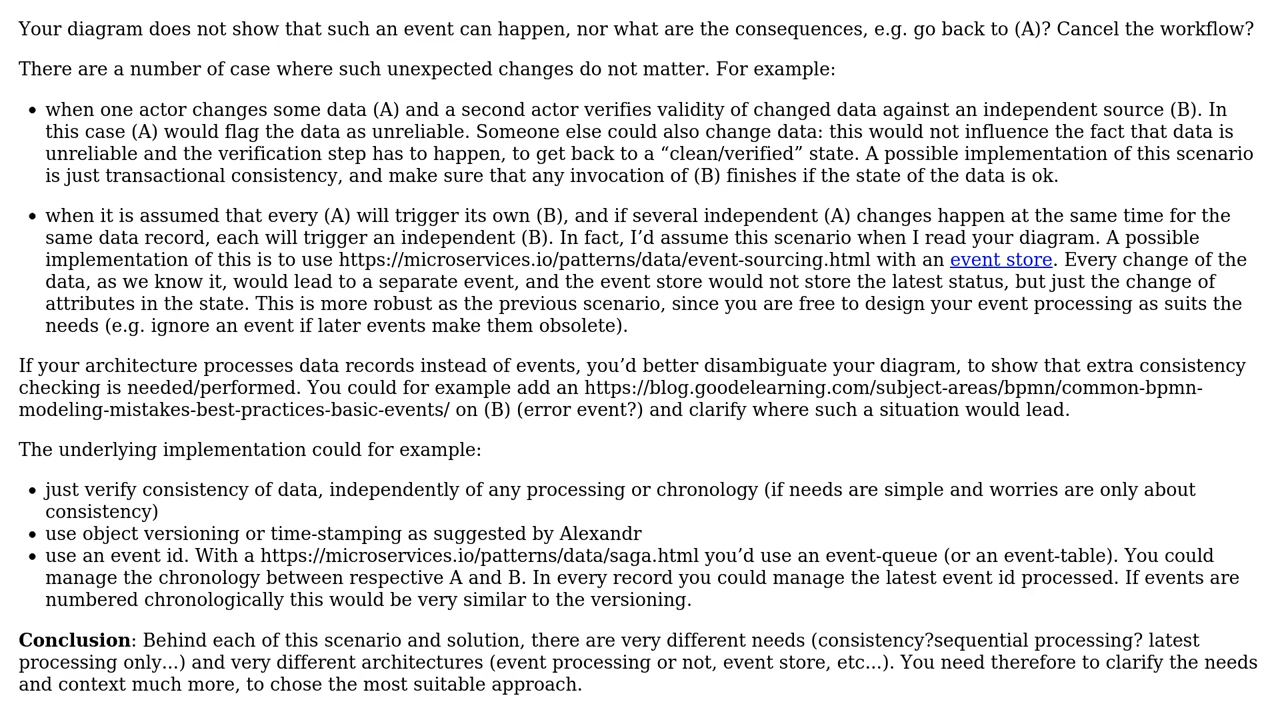 Your diagram does not show that such an event can happen, nor what are the consequences, e.g. go back to (A)? Cancel the workflow?
There are a number of case where such unexpected changes do not matter. For example:
• when one actor changes some data (A) and a second actor verifies validity of changed data against an independent source (B). In
this case (A) would flag the data as unreliable. Someone else could also change data: this would not influence the fact that data is
unreliable and the verification step has to happen, to get back to a “clean/verified” state. A possible implementation of this scenario
is just transactional consistency, and make sure that any invocation of (B) finishes if the state of the data is ok.
• when it is assumed that every (A) will trigger its own (B), and if several independent (A) changes happen at the same time for the
same data record, each will trigger an independent (B). In fact, I’d assume this scenario when I read your diagram. A possible
implementation of this is to use https://microservices.io/patterns/data/event-sourcing.html with an event store. Every change of the
data, as we know it, would lead to a separate event, and the event store would not store the latest status, but just the change of
attributes in the state. This is more robust as the previous scenario, since you are free to design your event processing as suits the
needs (e.g. ignore an event if later events make them obsolete).
If your architecture processes data records instead of events, you’d better disambiguate your diagram, to show that extra consistency
checking is needed/performed. You could for example add an https://blog.goodelearning.com/subject-areas/bpmn/common-bpmn-
modeling-mistakes-best-practices-basic-events/ on (B) (error event?) and clarify where such a situation would lead.
The underlying implementation could for example:
• just verify consistency of data, independently of any processing or chronology (if needs are simple and worries are only about
consistency)
• use object versioning or time-stamping as suggested by Alexandr
• use an event id. With a https://microservices.io/patterns/data/saga.html you’d use an event-queue (or an event-table). You could
manage the chronology between respective A and B. In every record you could manage the latest event id processed. If events are
numbered chronologically this would be very similar to the versioning.
Conclusion: Behind each of this scenario and solution, there are very different needs (consistency?sequential processing? latest
processing only...) and very different architectures (event processing or not, event store, etc...). You need therefore to clarify the needs
and context much more, to chose the most suitable approach.